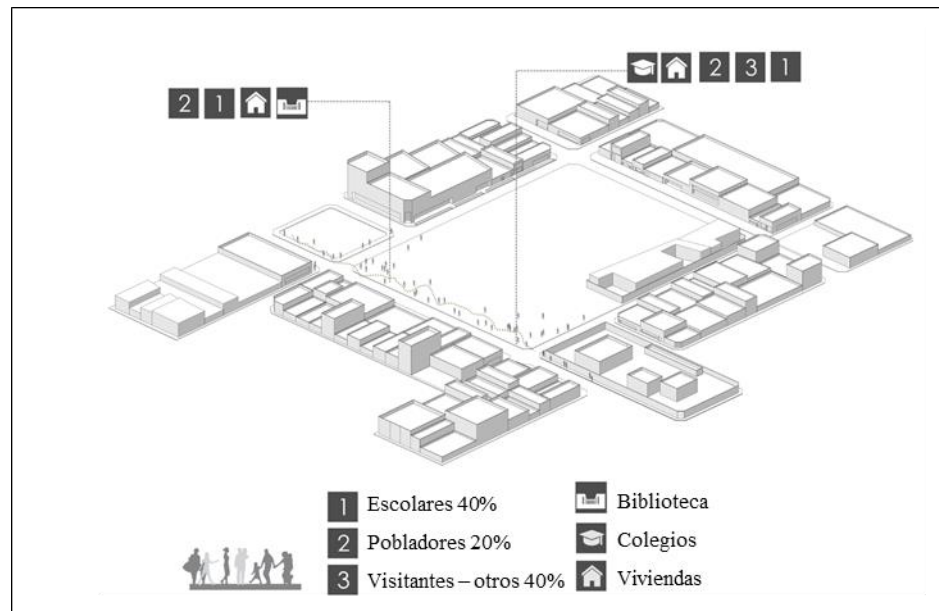 2 3 1
2 1
1 Escolares 40%
2 Pobladores 20%
3 Visitantes – otros 40%
Biblioteca
Colegios
Viviendas